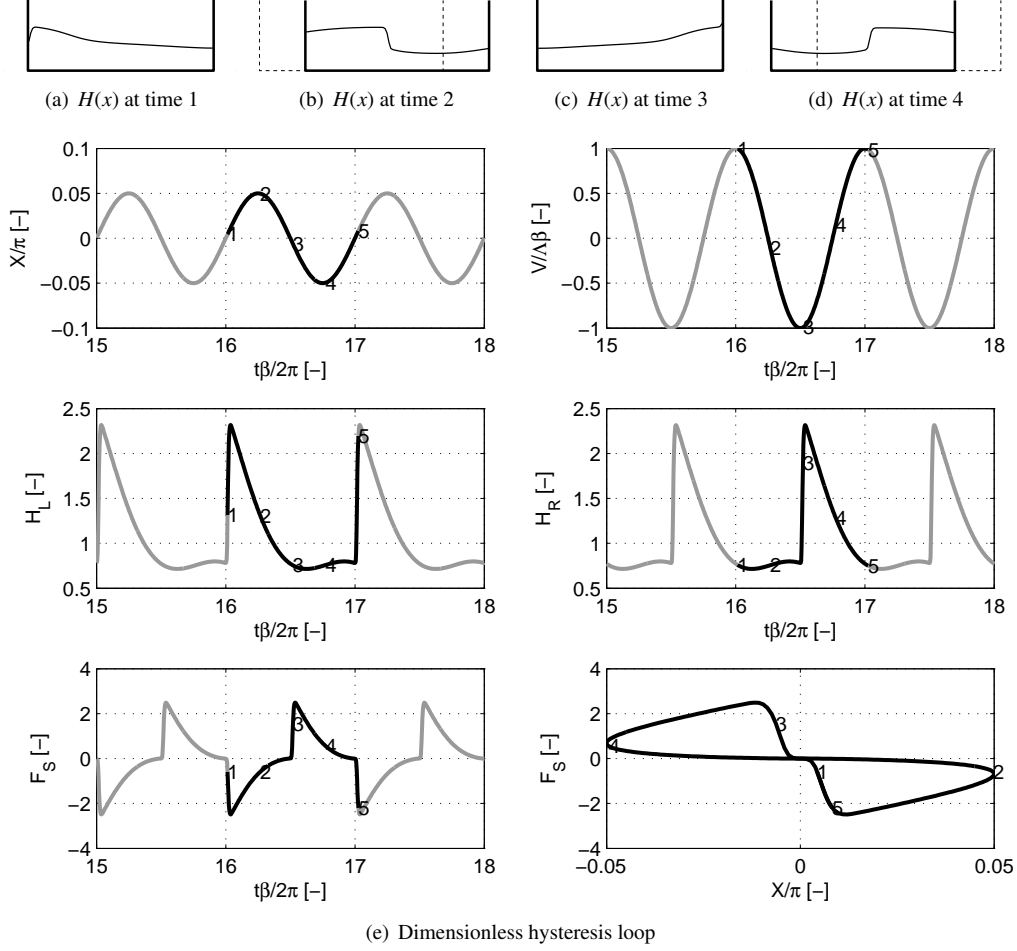 (a) H(x) at time 1
(b) H(x) at time 2
(c) H(x) at time 3
(d) H(x) at time 4
0.1
0.05
0
−0.05
−0.1
X/π [−]
1
2
3
4
5
15 16 17 18
tβ/2π [−]
1
0.5
0
−0.5
−1
V/Λβ [−]
1
2
3
4
5
15 16 17 18
tβ/2π [−]
2.5
2
1.5
1
0.5
H_L [−]
1
2
3
4
5
15 16 17 18
tβ/2π [−]
2.5
2
1.5
1
0.5
H_R [−]
1
2
3
4
5
15 16 17 18
tβ/2π [−]
4
2
0
−2
−4
F_S [−]
1
2
3
4
5
15 16 17 18
tβ/2π [−]
4
2
0
−2
−4
F_S [−]
1
2
3
4
5
−0.05 0 0.05
X/π [−]
(e) Dimensionless hysteresis loop